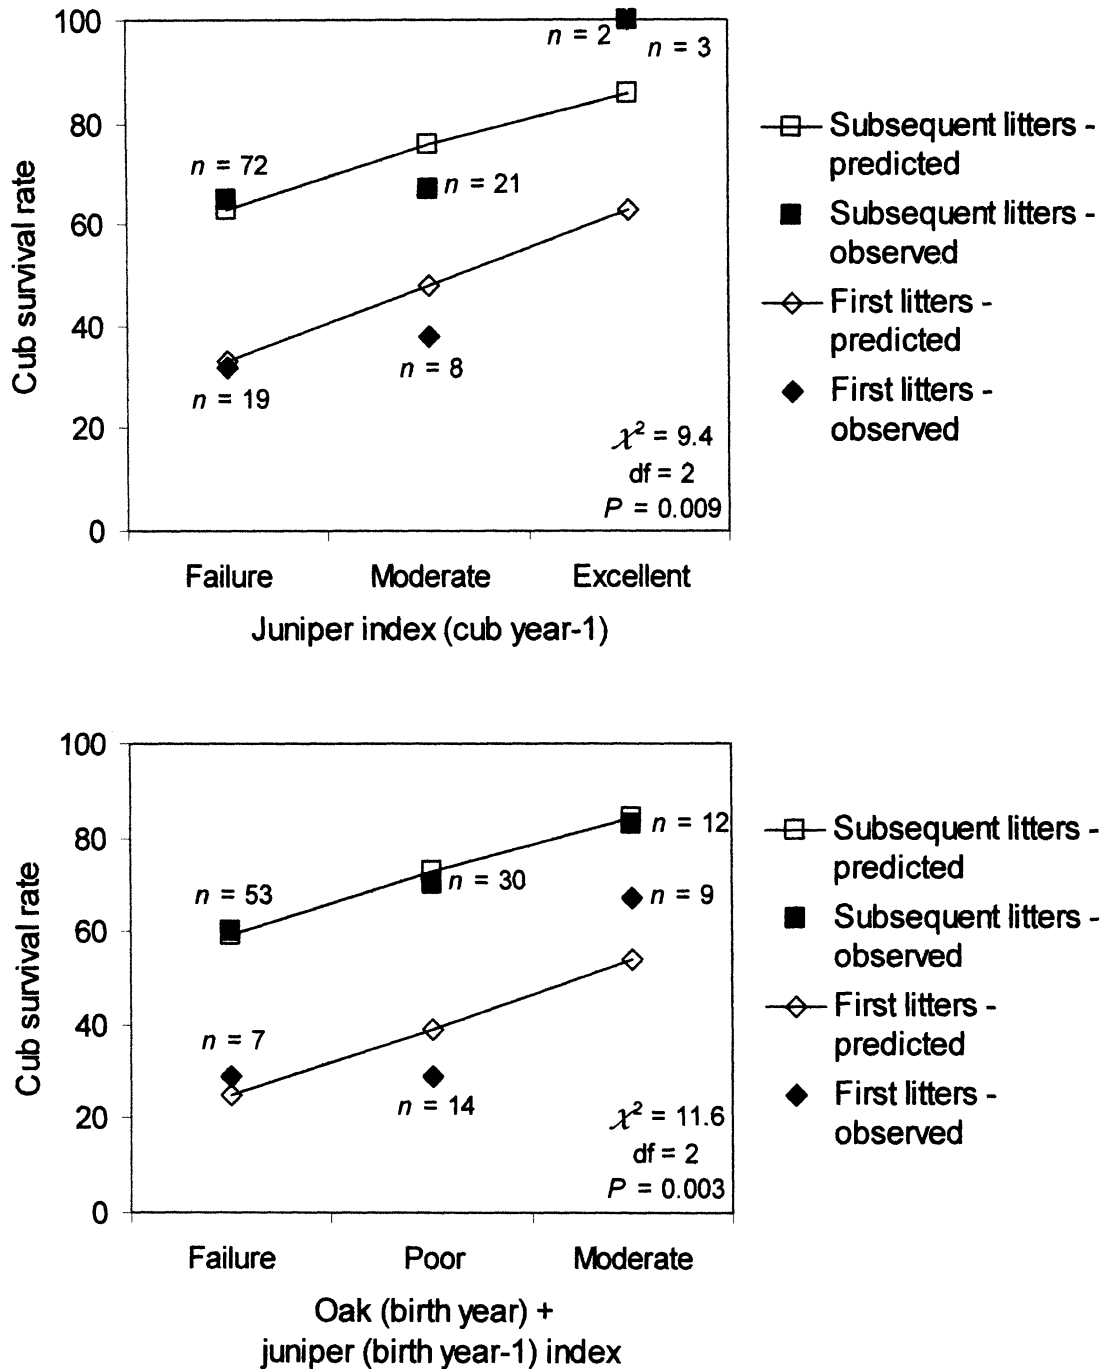 100
80
60
40
20
0
Cub survival rate
n = 2
n = 3
n = 72
n = 21
n = 19
n = 8
χ² = 9.4
df = 2
P = 0.009
Failure
Moderate
Excellent
Juniper index (cub year-1)
Subsequent litters -
predicted
Subsequent litters -
observed
First litters -
predicted
First litters -
observed
100
80
60
40
20
0
Cub survival rate
n = 12
n = 53
n = 30
n = 9
n = 7
n = 14
χ² = 11.6
df = 2
P = 0.003
Failure
Poor
Moderate
Oak (birth year) +
juniper (birth year-1) index
Subsequent litters -
predicted
Subsequent litters -
observed
First litters -
predicted
First litters -
observed